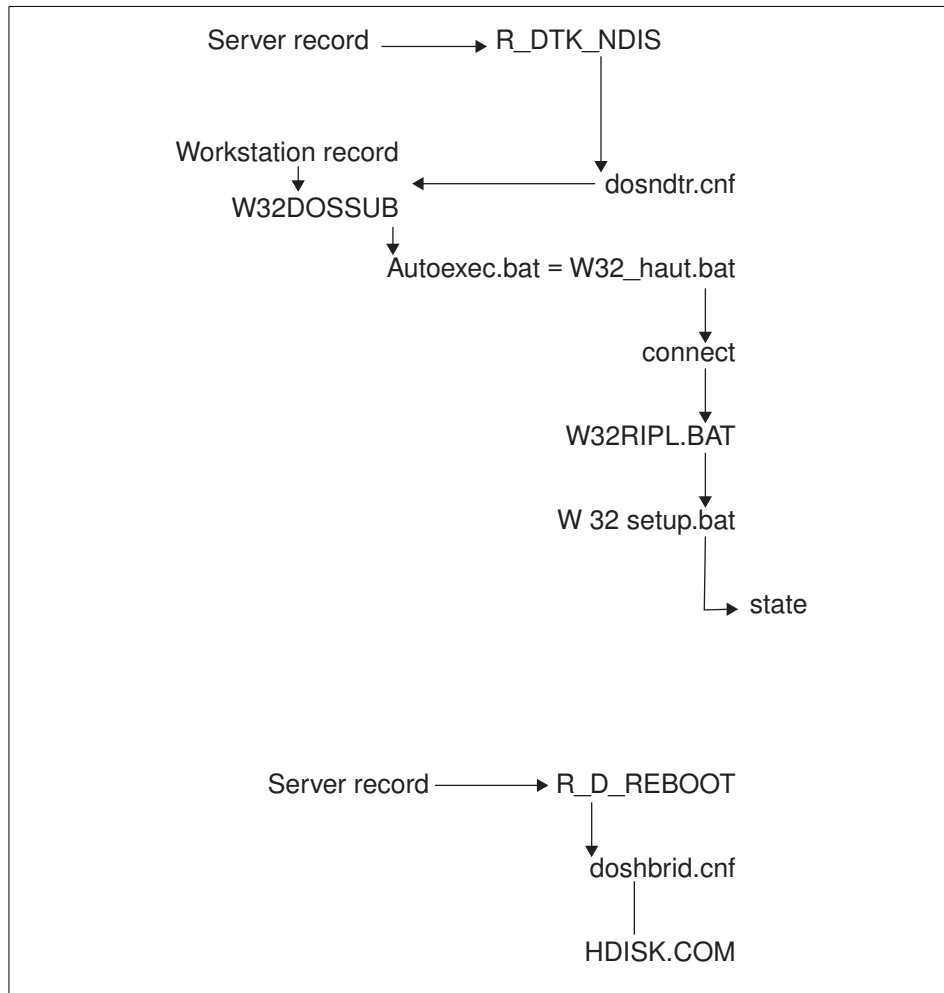 Server record
R_DTK_NDIS
Workstation record
dosndtr.cnf
W32DOSSUB
Autoexec.bat = W32_haut.bat
connect
W32RIPL.BAT
W 32 setup.bat
state
Server record
R_D_REBOOT
doshbrid.cnf
HDISK.COM